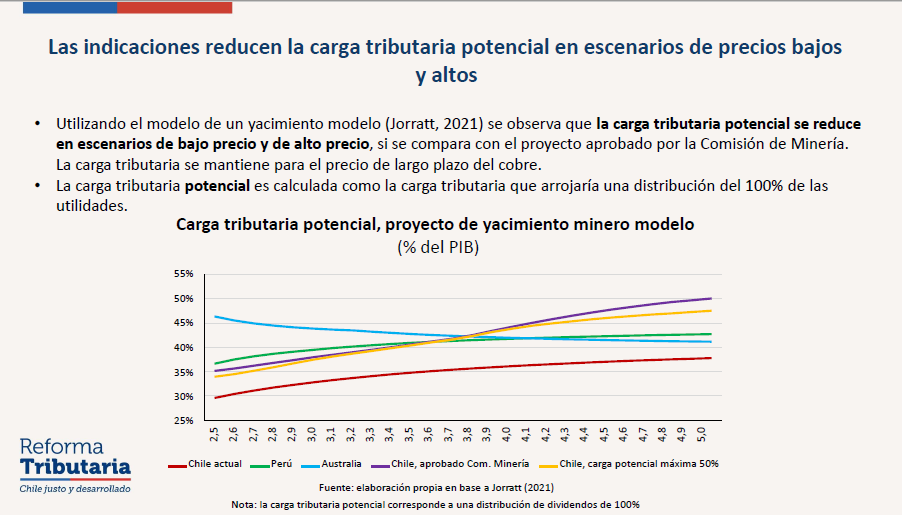 Las indicaciones reducen la carga tributaria potencial en escenarios de precios bajos
y altos
• Utilizando el modelo de un yacimiento modelo (Jorratt, 2021) se observa que la carga tributaria potencial se reduce
en escenarios de bajo precio y de alto precio, si se compara con el proyecto aprobado por la Comisión de Minería.
La carga tributaria se mantiene para el precio de largo plazo del cobre.
• La carga tributaria potencial es calculada como la carga tributaria que arrojaría una distribución del 100% de las
utilidades.
Carga tributaria potencial, proyecto de yacimiento minero modelo
(% del PIB)
55%
50%
45%
40%
35%
30%
25%
2,5 2,6 2,7 2,8 2,9 3,0 3,1 3,2 3,3 3,4 3,5 3,6 3,7 3,8 3,9 4,0 4,1 4,2 4,3 4,4 4,5 4,6 4,7 4,8 4,9 5,0
Chile actual Perú Australia Chile, aprobado Com. Minería Chile, carga potencial máxima 50%
Fuente: elaboración propia en base a Jorratt (2021)
Nota: la carga tributaria potencial corresponde a una distribución de dividendos de 100%
Reforma
Tributaria
Chile justo y desarrollado